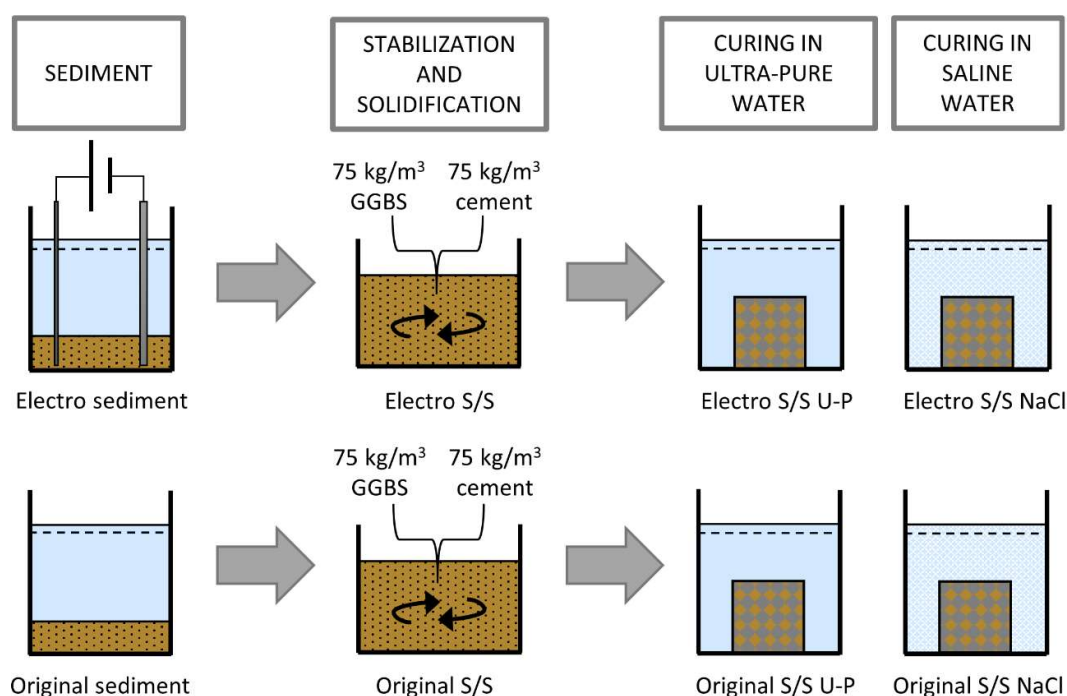 SEDIMENT
STABILIZATION
AND
SOLIDIFICATION
CURING IN
ULTRA-PURE
WATER
CURING IN
SALINE
WATER
75 kg/m³ 75 kg/m³
GGBS cement
Electro sediment
Electro S/S
Electro S/S U-P
Electro S/S NaCl
75 kg/m³ 75 kg/m³
GGBS cement
Original sediment
Original S/S
Original S/S U-P
Original S/S NaCl